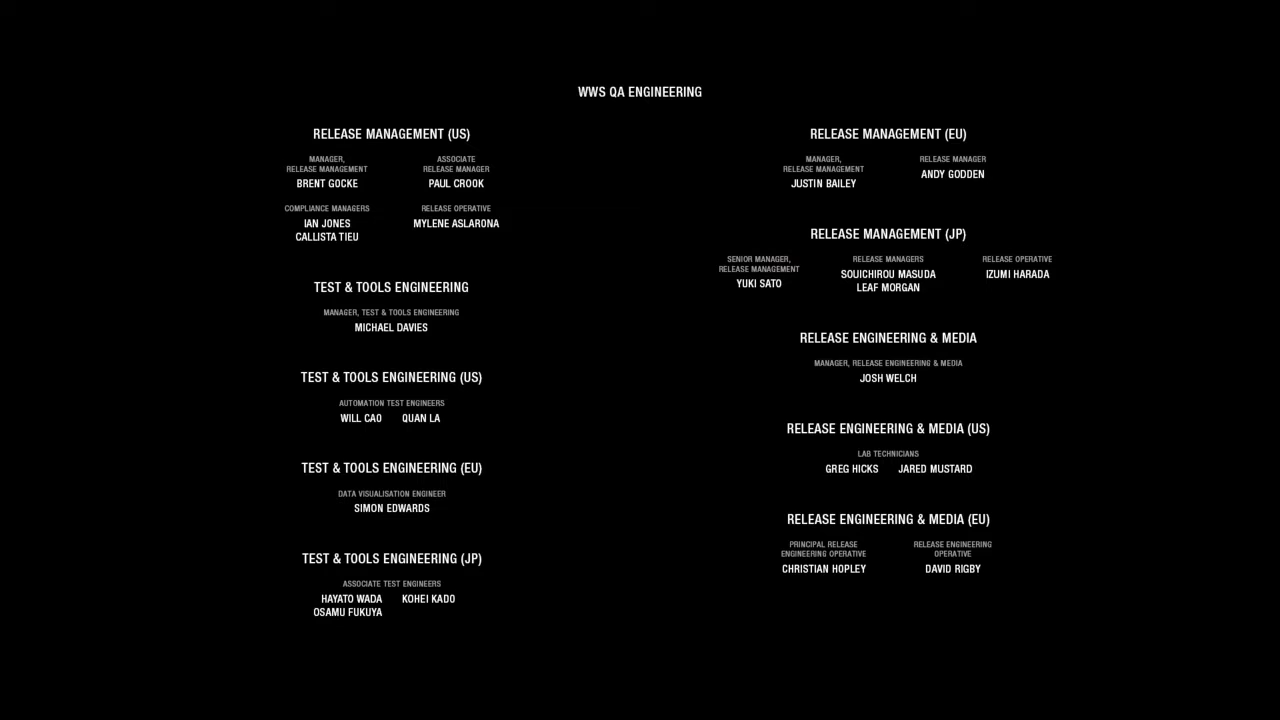 WWS QA ENGINEERING
RELEASE MANAGEMENT (US)
MANAGER,
RELEASE MANAGEMENT
BRENT GOCKE
ASSOCIATE
RELEASE MANAGER
PAUL CROOK
COMPLIANCE MANAGERS
IAN JONES
CALLISTA TIEU
RELEASE OPERATIVE
MYLENE ASLARONA
TEST & TOOLS ENGINEERING
MANAGER, TEST & TOOLS ENGINEERING
MICHAEL DAVIES
TEST & TOOLS ENGINEERING (US)
AUTOMATION TEST ENGINEERS
WILL CAO QUAN LA
TEST & TOOLS ENGINEERING (EU)
DATA VISUALISATION ENGINEER
SIMON EDWARDS
TEST & TOOLS ENGINEERING (JP)
ASSOCIATE TEST ENGINEERS
HAYATO WADA KOHEI KADO
OSAMU FUKUYA
RELEASE MANAGEMENT (EU)
MANAGER,
RELEASE MANAGEMENT
JUSTIN BAILEY
RELEASE MANAGER
ANDY GODDEN
RELEASE MANAGEMENT (JP)
SENIOR MANAGER,
RELEASE MANAGEMENT
YUKI SATO
RELEASE MANAGERS
SOUICHIROU MASUDA
LEAF MORGAN
RELEASE OPERATIVE
IZUMI HARADA
RELEASE ENGINEERING & MEDIA
MANAGER, RELEASE ENGINEERING & MEDIA
JOSH WELCH
RELEASE ENGINEERING & MEDIA (US)
LAB TECHNICIANS
GREG HICKS JARED MUSTARD
RELEASE ENGINEERING & MEDIA (EU)
PRINCIPAL RELEASE
ENGINEERING OPERATIVE
CHRISTIAN HOPLEY
RELEASE ENGINEERING
OPERATIVE
DAVID RIGBY